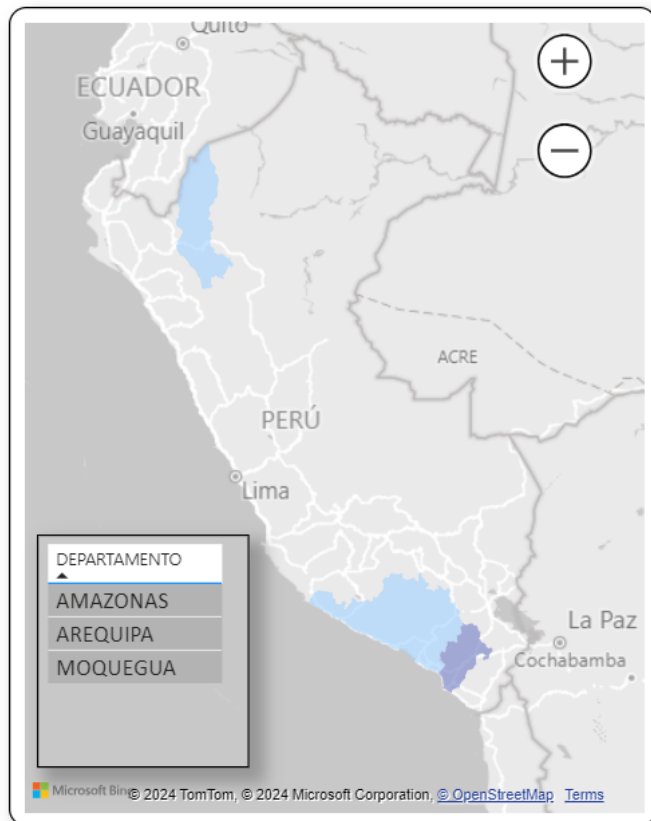 Quito
ECUADOR
Guayaquil
ACRE
PERÚ
Lima
DEPARTAMENTO
AMAZONAS
AREQUIPA
MOQUEGUA
La Paz
Cochabamba
Microsoft Bing
© 2024 TomTom, © 2024 Microsoft Corporation, © OpenStreetMap Terms